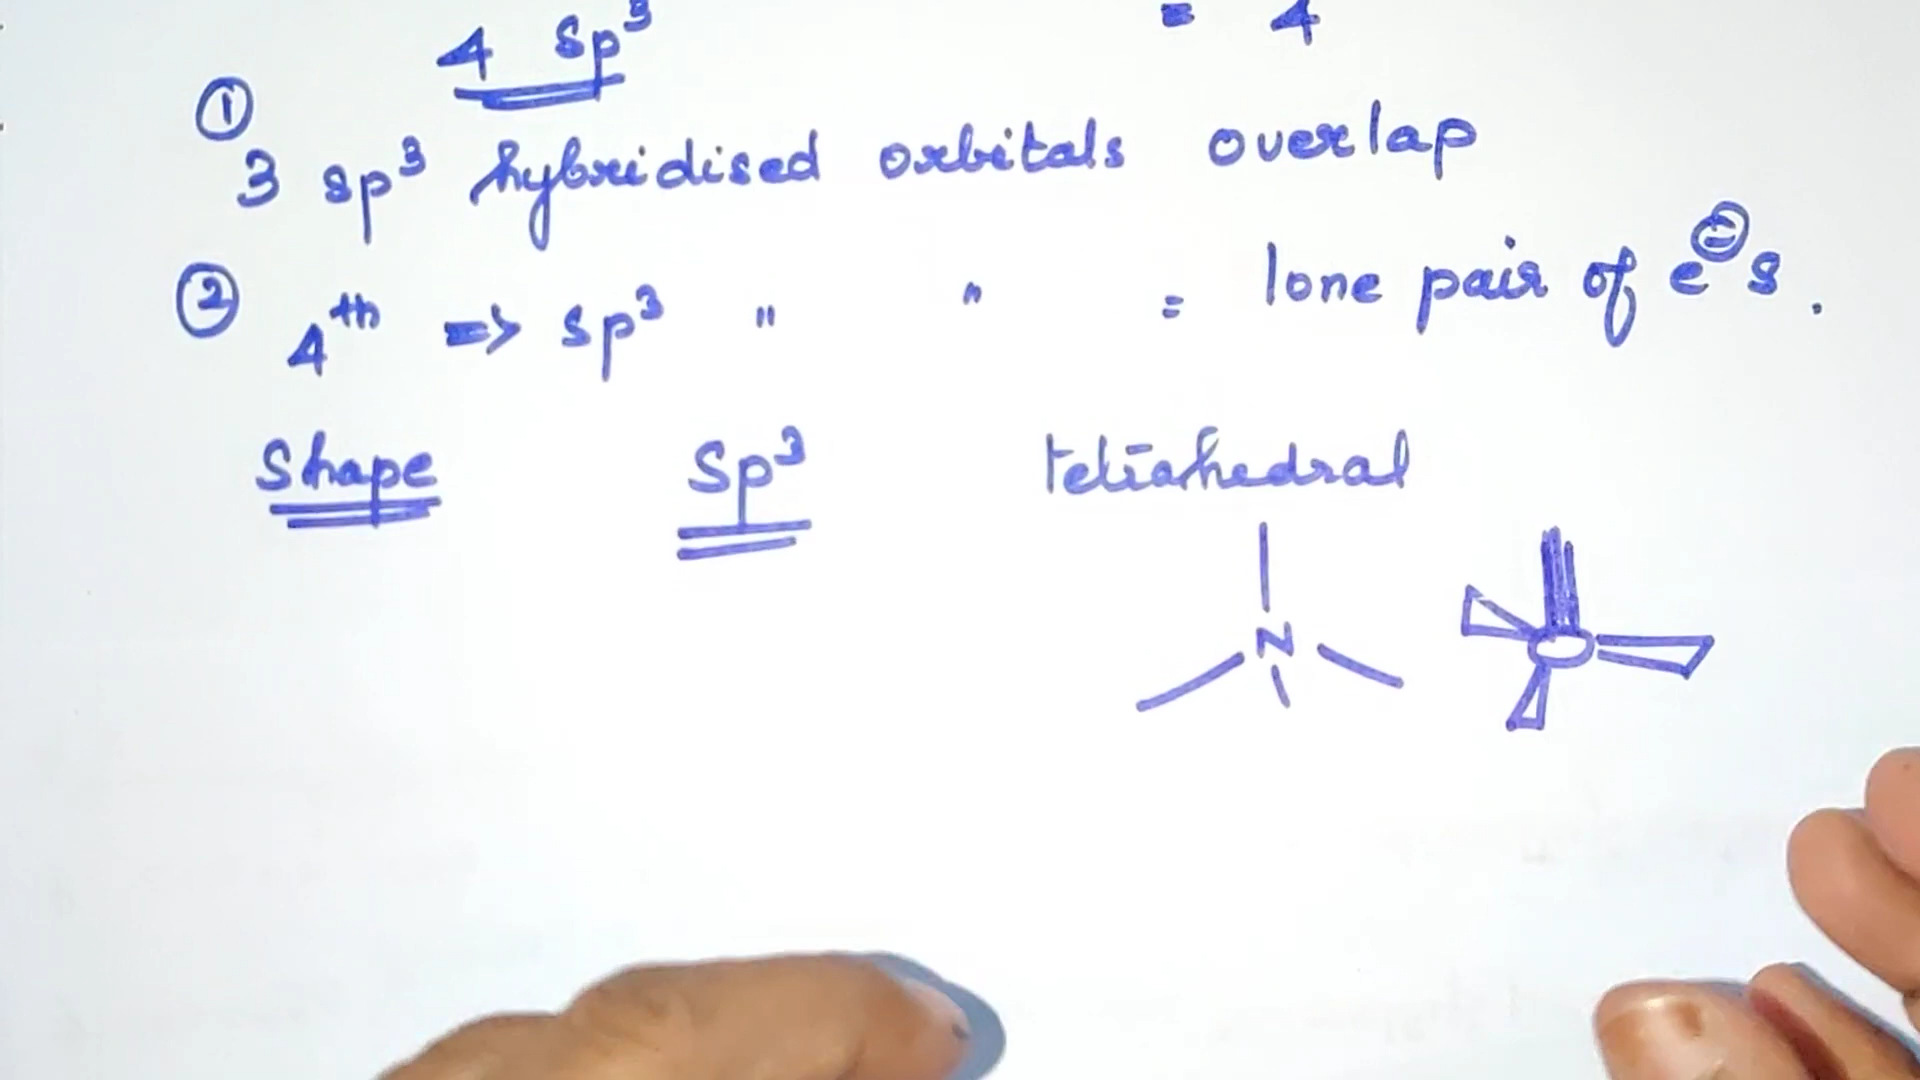 4 sp³ = 4
① 3 sp³ hybridised orbitals overlap
② 4th => sp³ " " = lone pair of e⊖s.
Shape sp³ tetrahedral
N